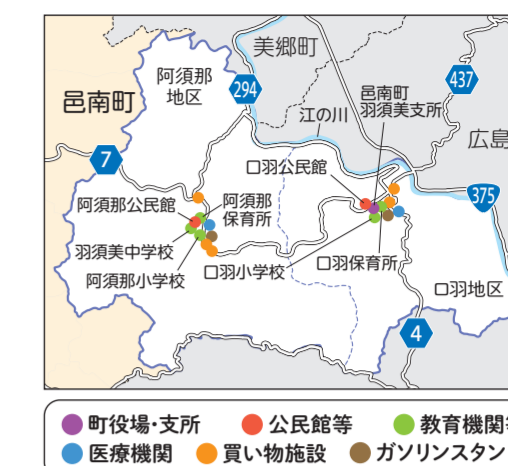 美郷町
437
阿須那
地区
294
邑南町
羽須美支所
邑南町
江の川
広島
7
口羽公民館
375
阿須那公民館
阿須那
保育所
羽須美中学校
阿須那小学校
口羽小学校
口羽保育所
口羽地区
4
町役場・支所
公民館等
教育機関等
医療機関
買い物施設
ガソリンスタン